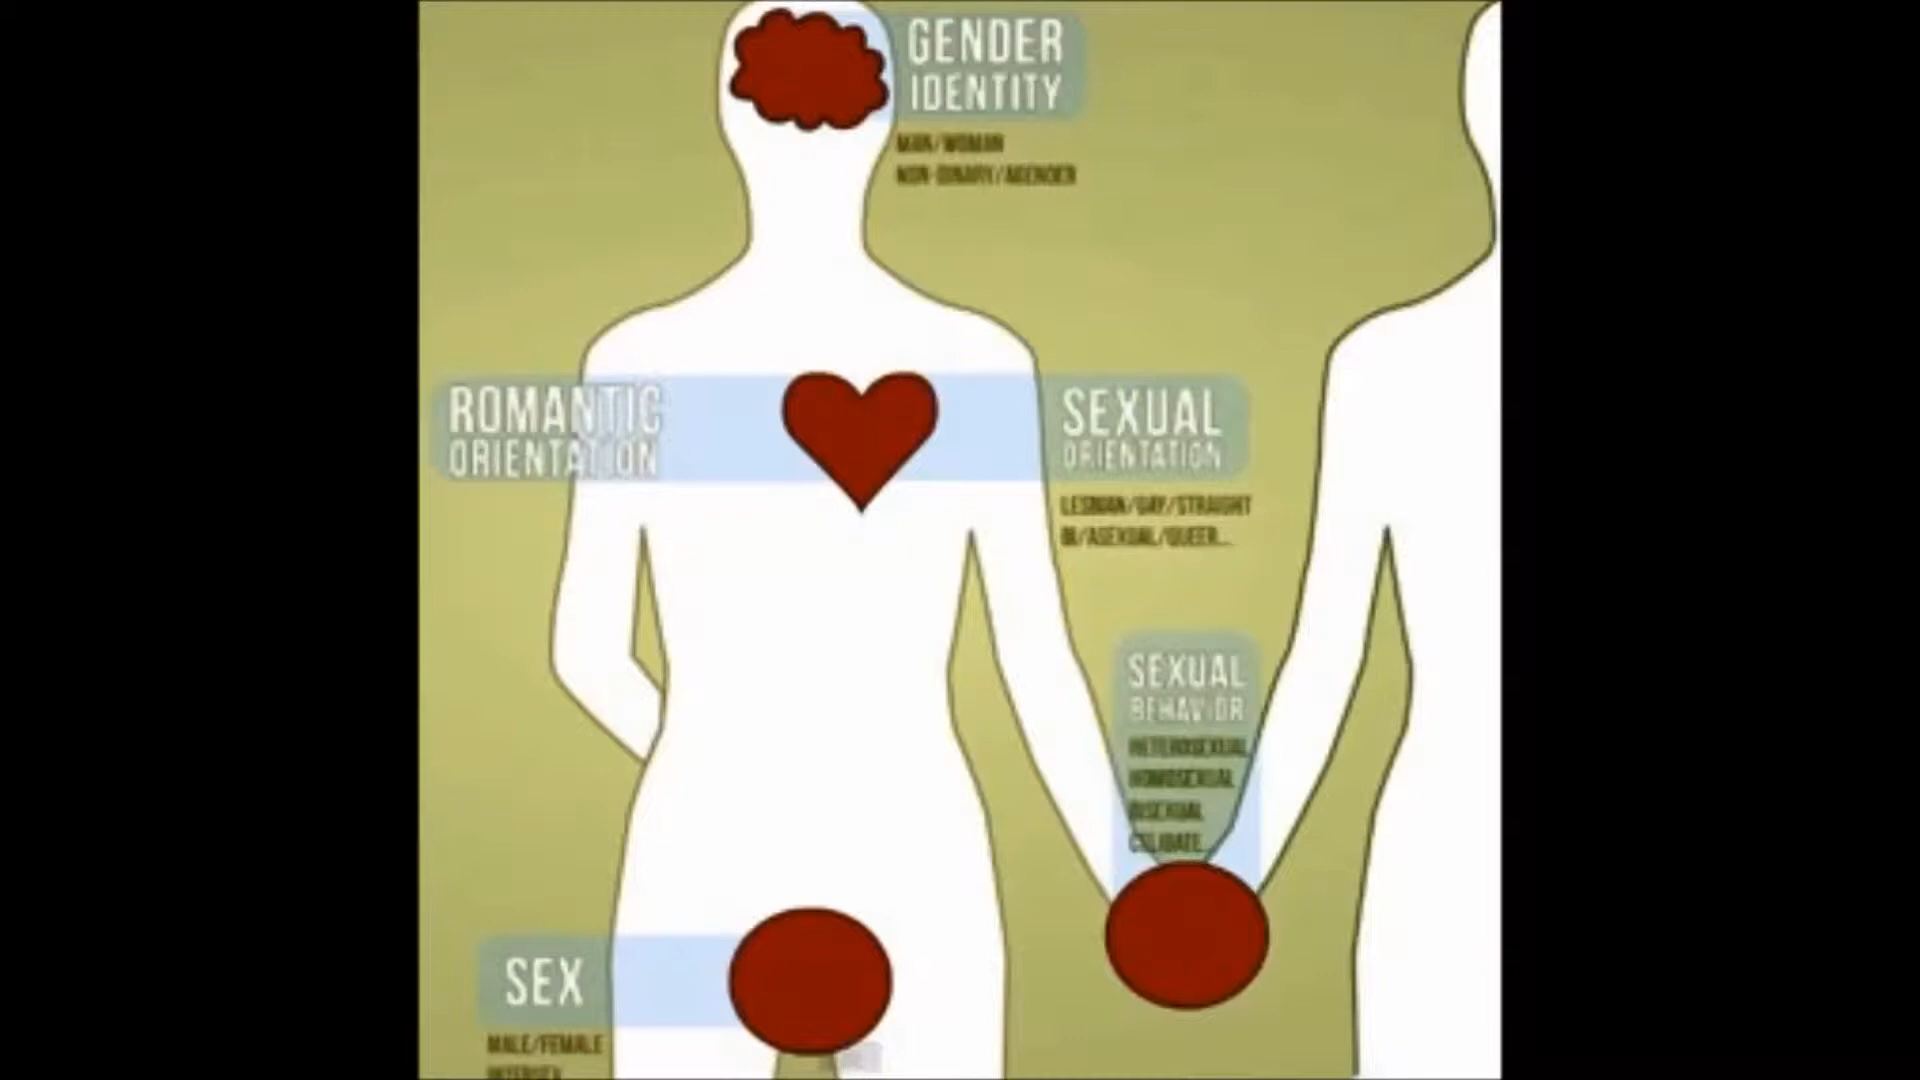 GENDER
IDENTITY
MAN/WOMAN
NON-BINARY/AGENDER
ROMANTIC
ORIENTATION
SEXUAL
ORIENTATION
LESBIAN/GAY/STRAIGHT
BI/ASEXUAL/QUEER...
SEXUAL
BEHAVIOR
HETEROSEXUAL
HOMOSEXUAL
BISEXUAL
CELIBATE...
SEX
MALE/FEMALE
INTERSEX